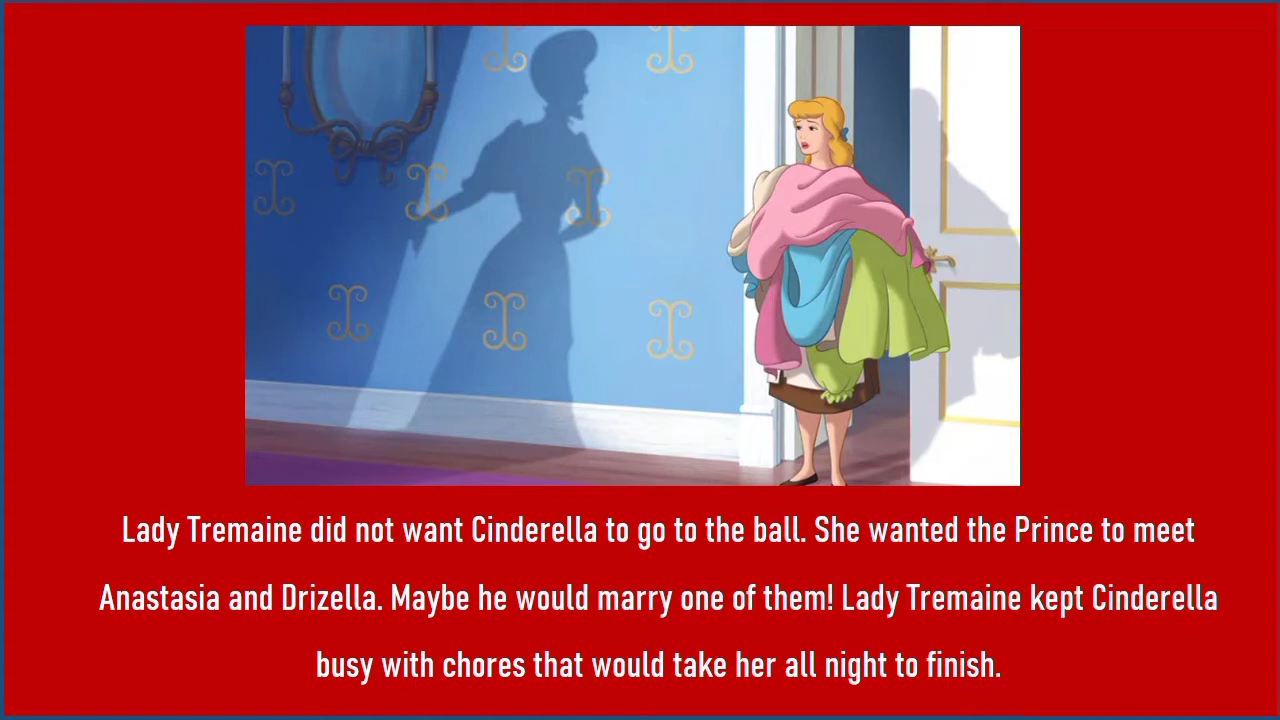 Lady Tremaine did not want Cinderella to go to the ball. She wanted the Prince to meet
Anastasia and Drizella. Maybe he would marry one of them! Lady Tremaine kept Cinderella
busy with chores that would take her all night to finish.